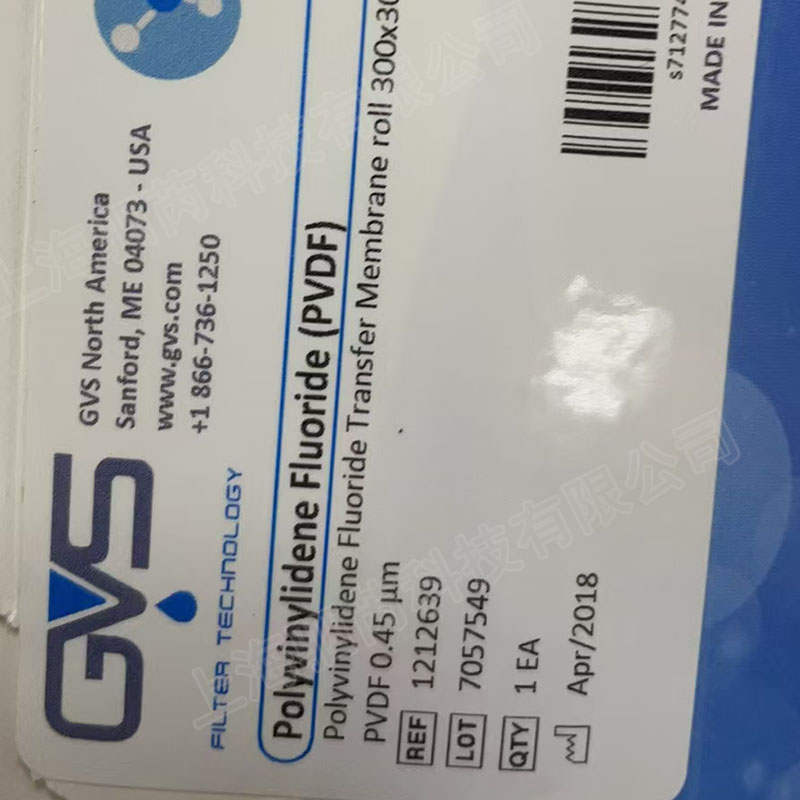 GVS
FILTER TECHNOLOGY
GVS North America
Sanford, ME 04073 - USA
www.gvs.com
+1 866-736-1250
Polyvinylidene Fluoride (PVDF)
Polyvinylidene Fluoride Transfer Membrane roll 300x30
PVDF 0.45 µm
REF 1212639
LOT 7057549
QTY 1 EA
Apr/2018
s712774
MADE IN